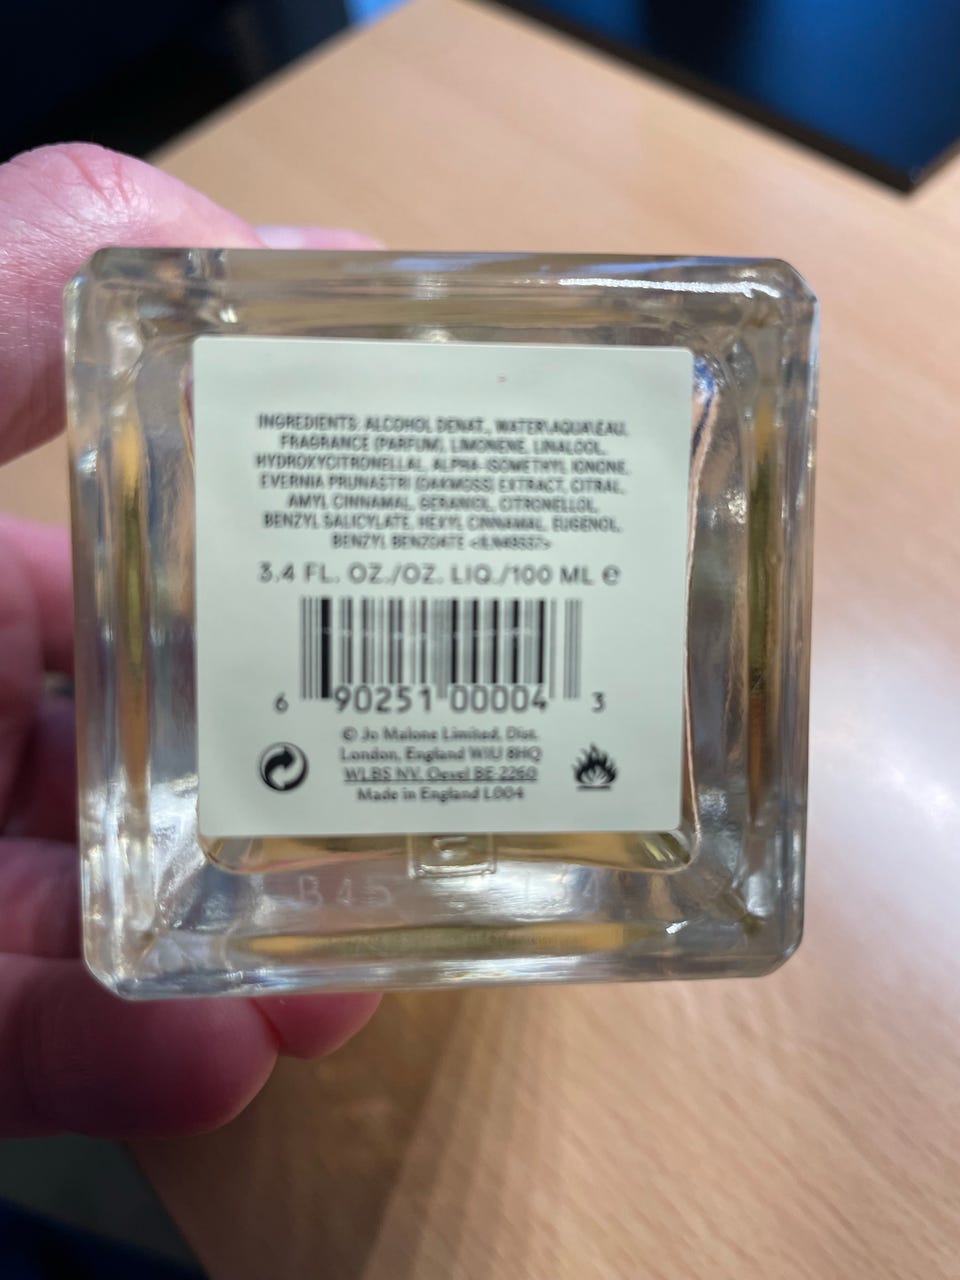 INGREDIENTS: ALCOHOL DENAT., WATER\AQUA\EAU,
FRAGRANCE (PARFUM), LIMONENE, LINALOOL,
HYDROXYCITRONELLAL, ALPHA-ISOMETHYL IONONE,
EVERNIA PRUNASTRI (OAKMOSS) EXTRACT, CITRAL,
AMYL CINNAMAL, GERANIOL, CITRONELLOL,
BENZYL SALICYLATE, HEXYL CINNAMAL, EUGENOL,
BENZYL BENZOATE
3.4 FL. OZ./OZ. LIQ./100 ML e
6 90251 00004 3
© Jo Malone Limited, Dist.
London, England W1U 8HQ
WLBS NV, Oevel BE-2260
Made in England L004
B45